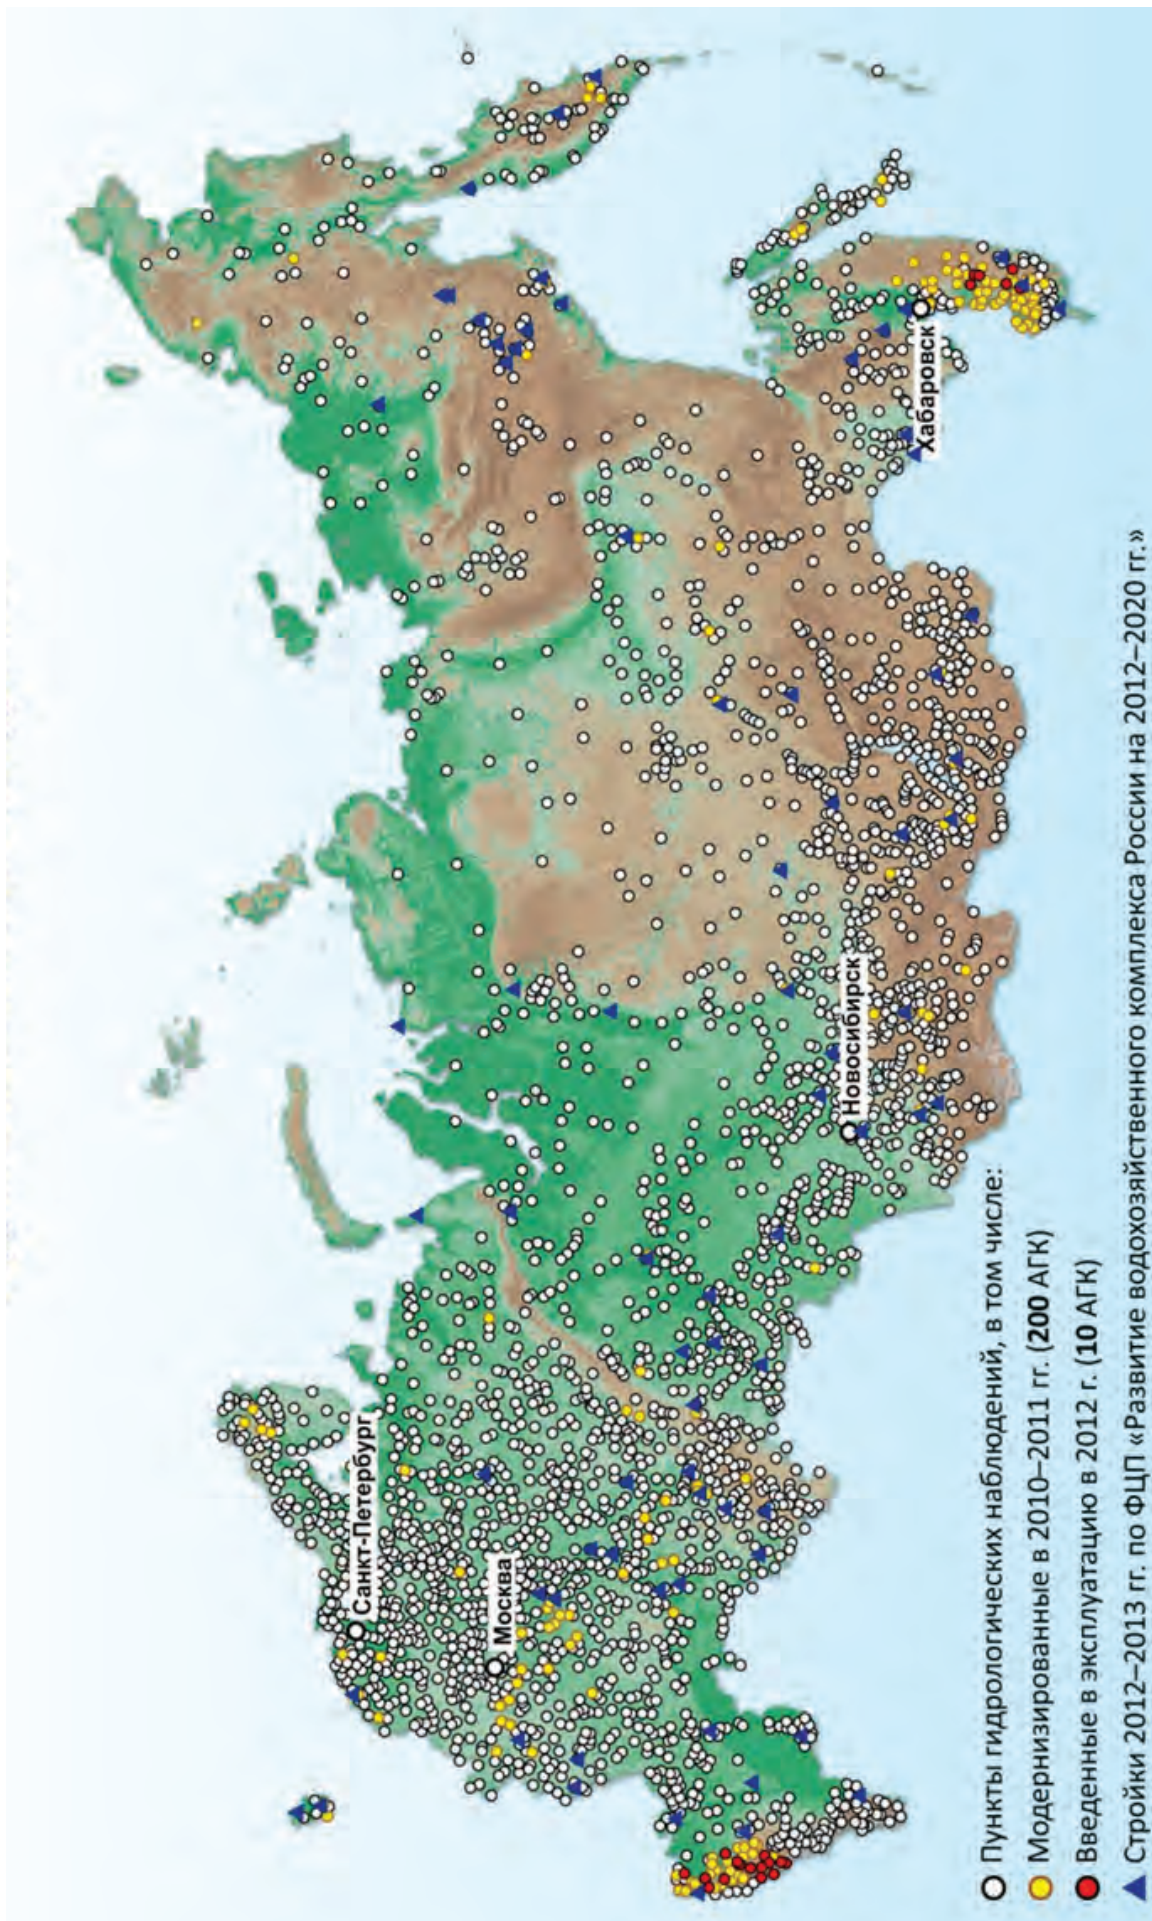 Санкт-Петербург
Москва
Новосибирск
Хабаровск
Пункты гидрологических наблюдений, в том числе:
Модернизированные в 2010–2011 гг. (200 АГК)
Введенные в эксплуатацию в 2012 г. (10 АГК)
Стройки 2012–2013 гг. по ФЦП «Развитие водохозяйственного комплекса России на 2012–2020 гг.»